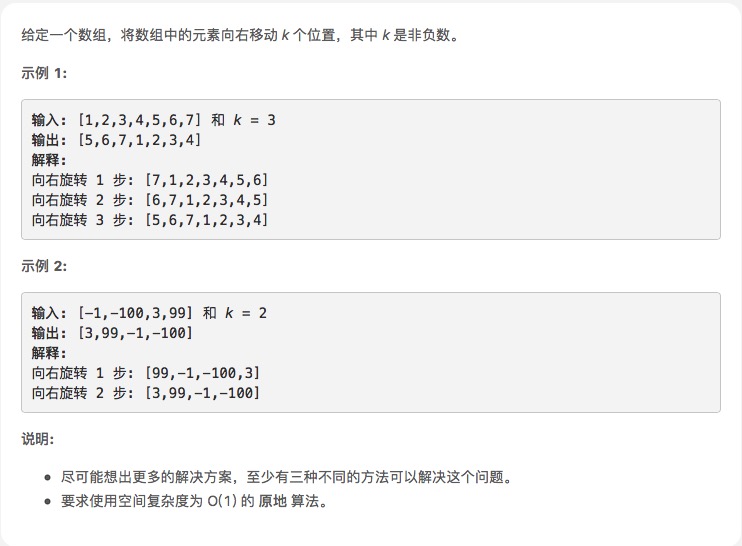 给定一个数组，将数组中的元素向右移动 k 个位置，其中 k 是非负数。
示例 1:
输入: [1,2,3,4,5,6,7] 和 k = 3
输出: [5,6,7,1,2,3,4]
解释:
向右旋转 1 步: [7,1,2,3,4,5,6]
向右旋转 2 步: [6,7,1,2,3,4,5]
向右旋转 3 步: [5,6,7,1,2,3,4]
示例 2:
输入: [-1,-100,3,99] 和 k = 2
输出: [3,99,-1,-100]
解释:
向右旋转 1 步: [99,-1,-100,3]
向右旋转 2 步: [3,99,-1,-100]
说明:
• 尽可能想出更多的解决方案，至少有三种不同的方法可以解决这个问题。
• 要求使用空间复杂度为 O(1) 的 原地 算法。